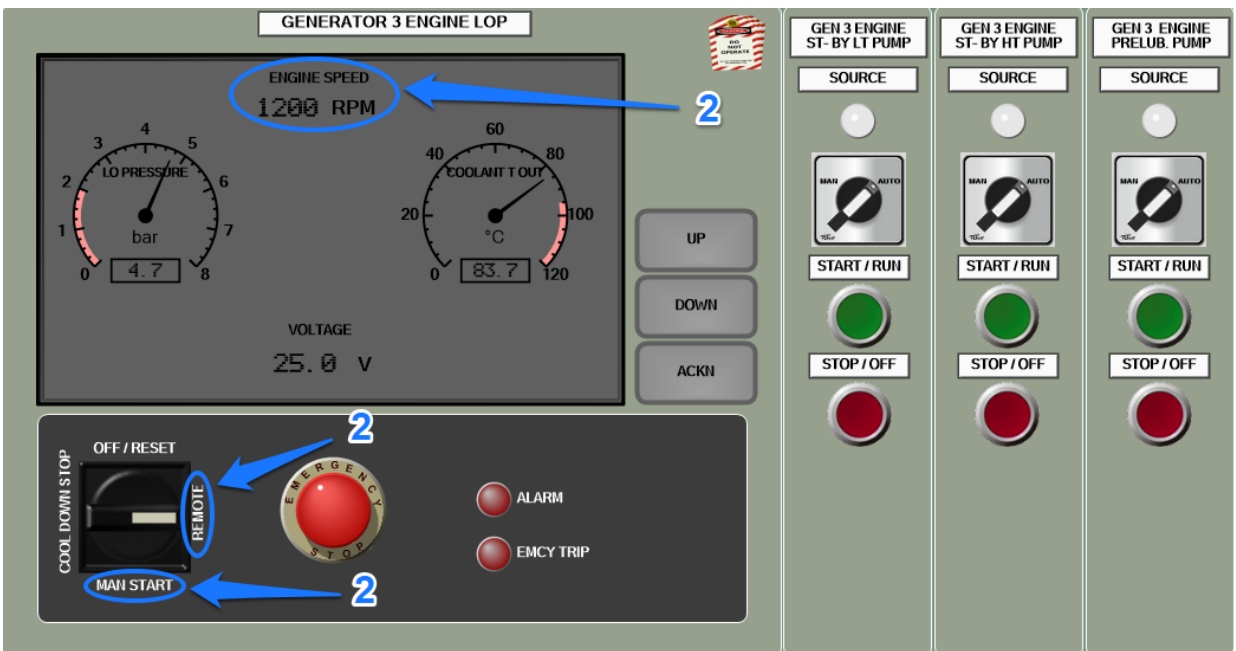 GENERATOR 3 ENGINE LOP
DO
NOT
OPERATE
ENGINE SPEED
1200 RPM
2
LO PRESSURE
0 1 2 3 4 5 6 7 8
bar
4.7
COOLANT T OUT
0 20 40 60 80 100 120
°C
83.7
VOLTAGE
25.0 V
UP
DOWN
ACKN
OFF / RESET
COOL DOWN STOP
REMOTE
MAN START
2
2
EMERGENCY
STOP
ALARM
EMCY TRIP
GEN 3 ENGINE
ST- BY LT PUMP
SOURCE
MAN AUTO
START / RUN
STOP / OFF
GEN 3 ENGINE
ST- BY HT PUMP
SOURCE
MAN AUTO
START / RUN
STOP / OFF
GEN 3 ENGINE
PRELUB. PUMP
SOURCE
MAN AUTO
START / RUN
STOP / OFF